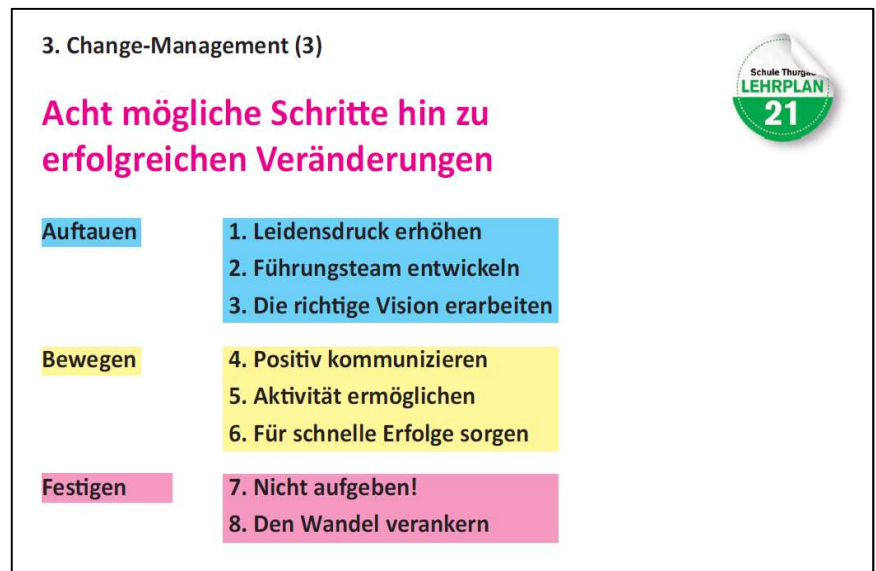 3. Change-Management (3)
Schule Thurgau
LEHRPLAN
21
Acht mögliche Schritte hin zu
erfolgreichen Veränderungen
Auftauen
1. Leidensdruck erhöhen
2. Führungsteam entwickeln
3. Die richtige Vision erarbeiten
Bewegen
4. Positiv kommunizieren
5. Aktivität ermöglichen
6. Für schnelle Erfolge sorgen
Festigen
7. Nicht aufgeben!
8. Den Wandel verankern